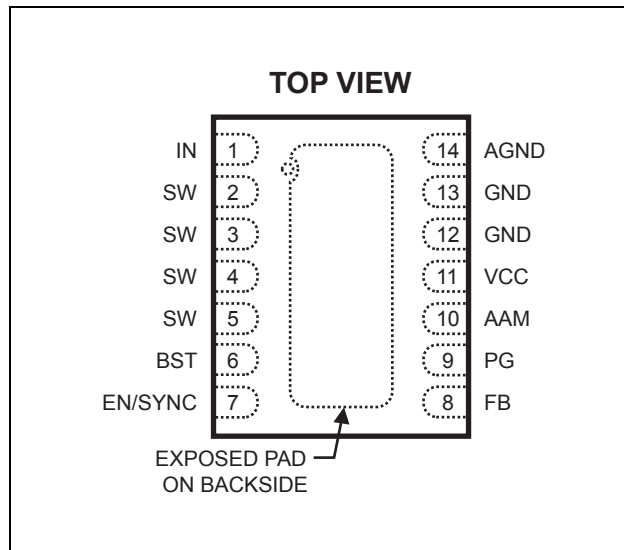 TOP VIEW
IN 1 14 AGND
SW 2 13 GND
SW 3 12 GND
SW 4 11 VCC
SW 5 10 AAM
BST 6 9 PG
EN/SYNC 7 8 FB
EXPOSED PAD
ON BACKSIDE